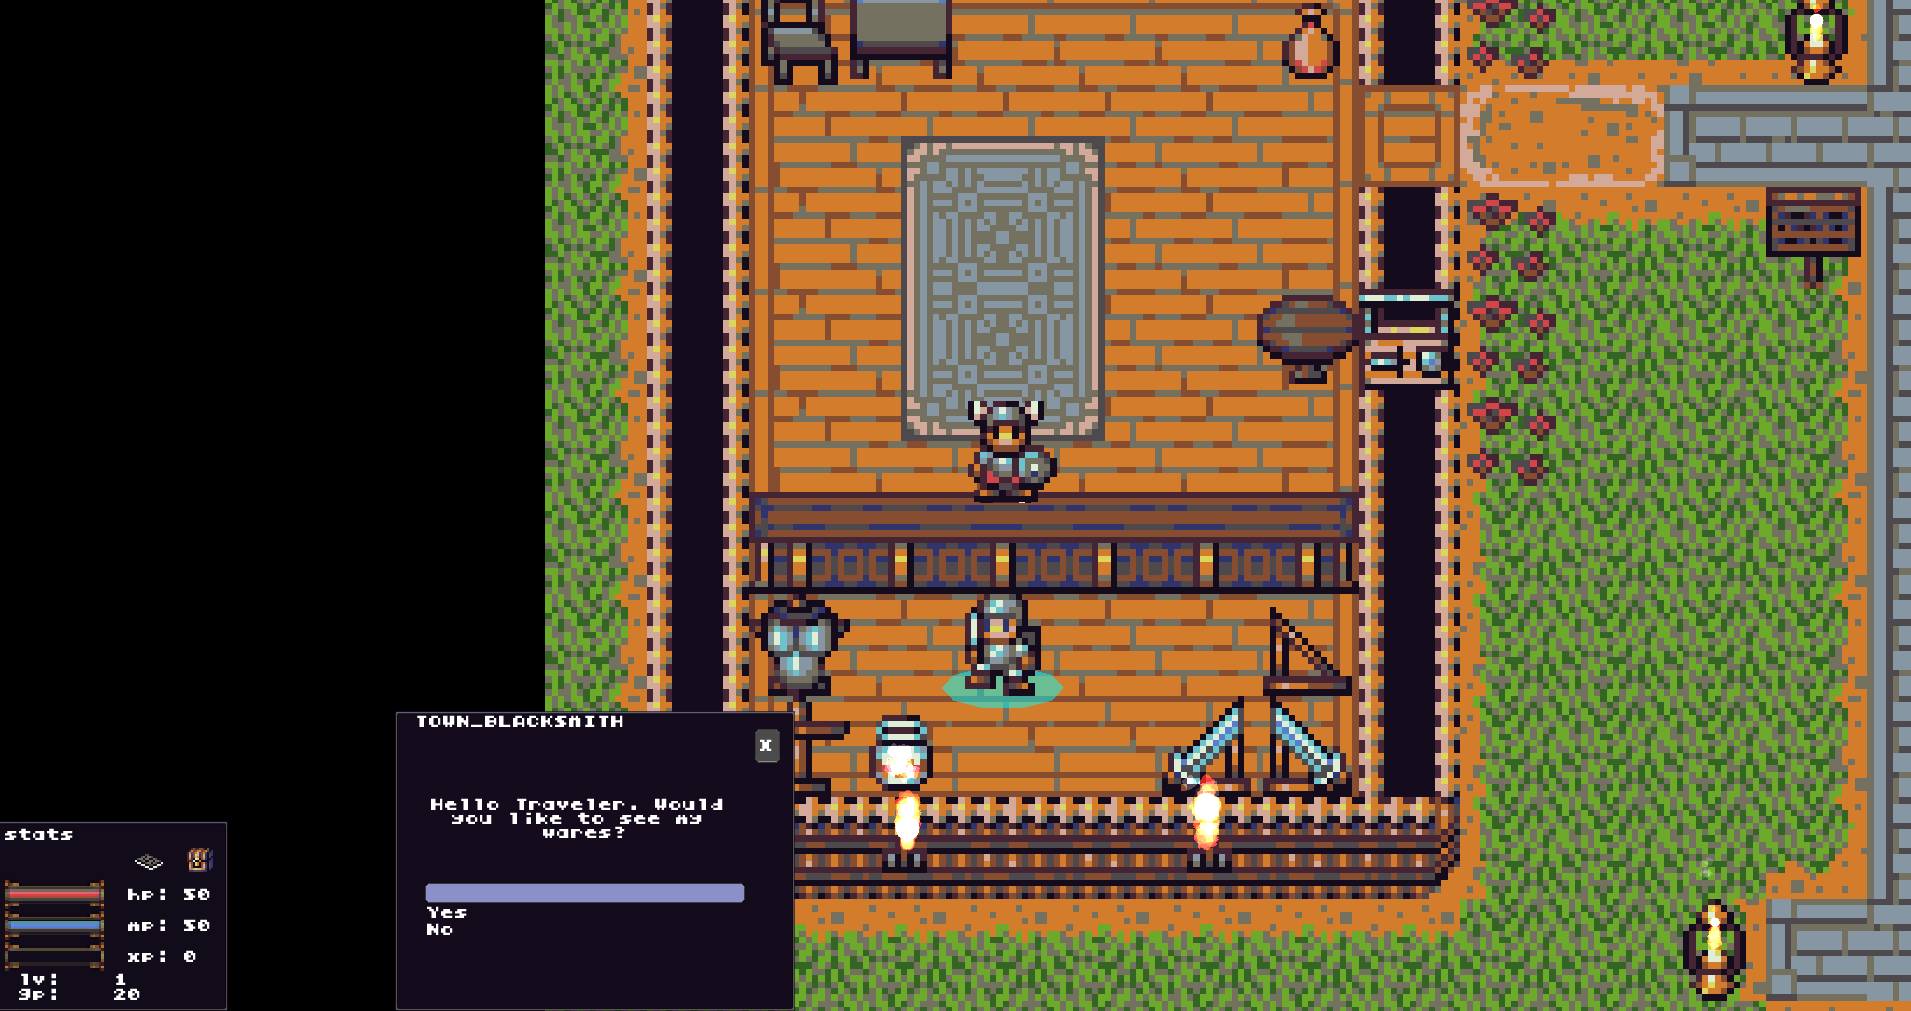 TOWN_BLACKSMITH
X
Hello Traveler. Would
you like to see my
wares?
Yes
No
stats
hp: 50
mp: 50
xp: 0
lv: 1
gp: 20